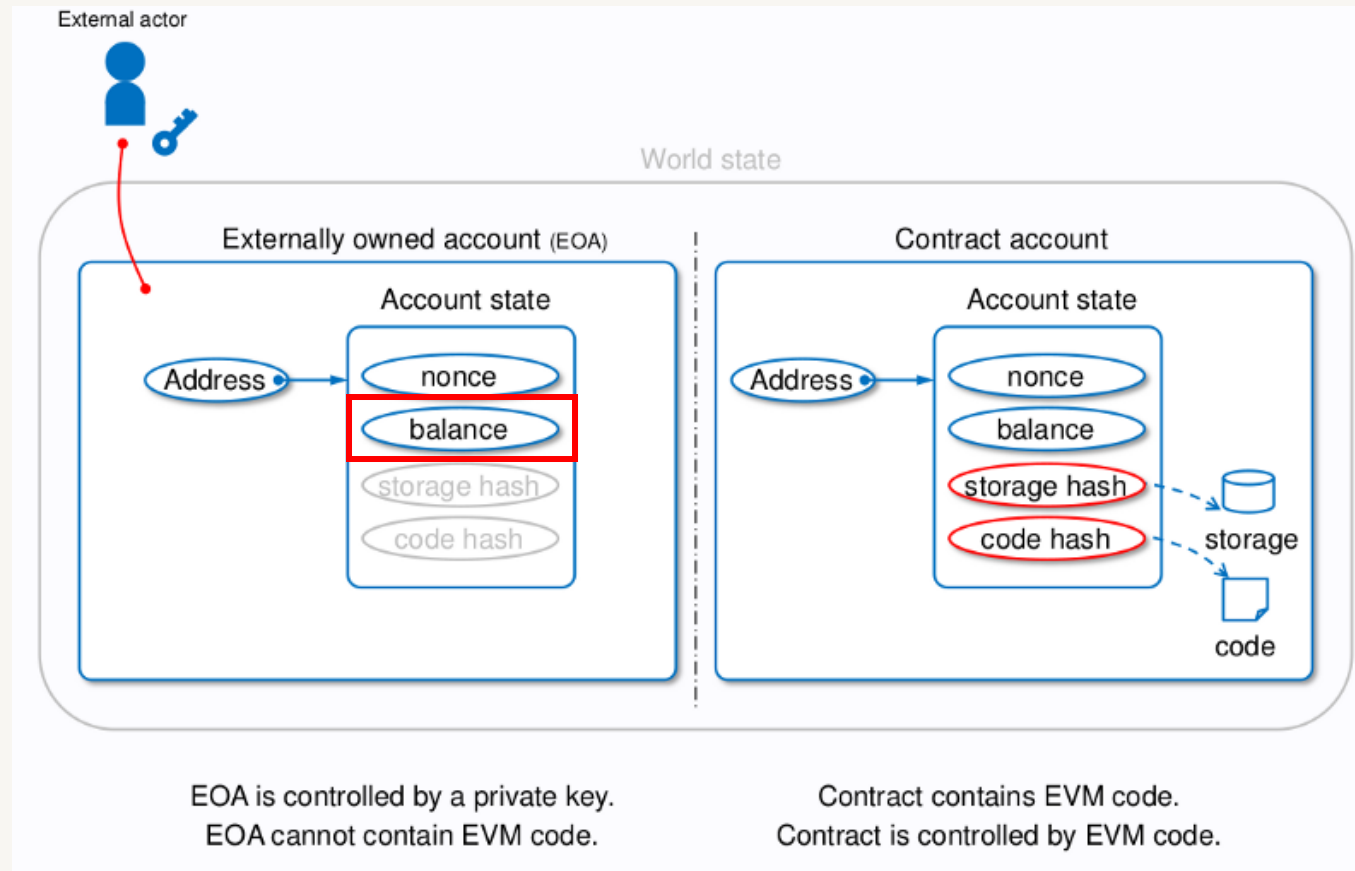 External actor
World state
Externally owned account (EOA)
Account state
Address
nonce
balance
storage hash
code hash
Contract account
Account state
Address
nonce
balance
storage hash
code hash
storage
code
EOA is controlled by a private key.
EOA cannot contain EVM code.
Contract contains EVM code.
Contract is controlled by EVM code.